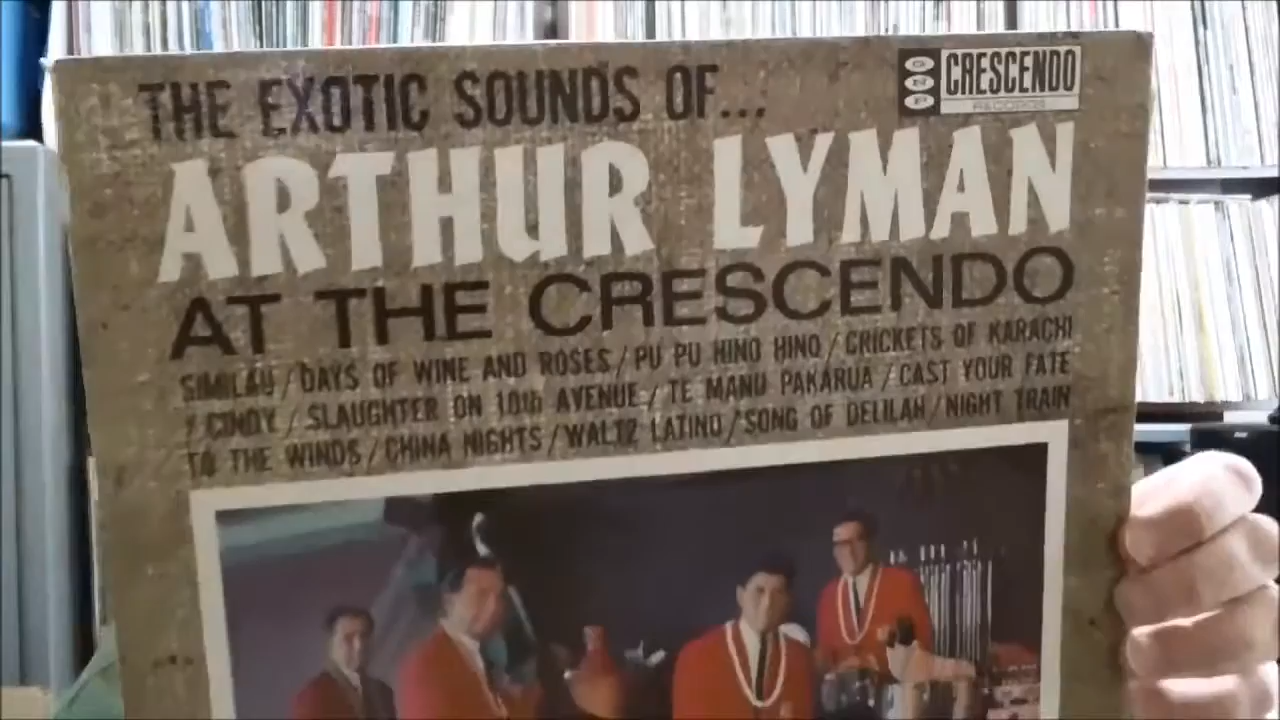 THE EXOTIC SOUNDS OF...
GNP CRESCENDO
RECORDS
ARTHUR LYMAN
AT THE CRESCENDO
SIMILAU / DAYS OF WINE AND ROSES / PU PU HINO HINO / CRICKETS OF KARACHI
/ CINDY / SLAUGHTER ON 10th AVENUE / TE MANU PAKARUA / CAST YOUR FATE
TO THE WINDS / CHINA NIGHTS / WALTZ LATINO / SONG OF DELILAH / NIGHT TRAIN